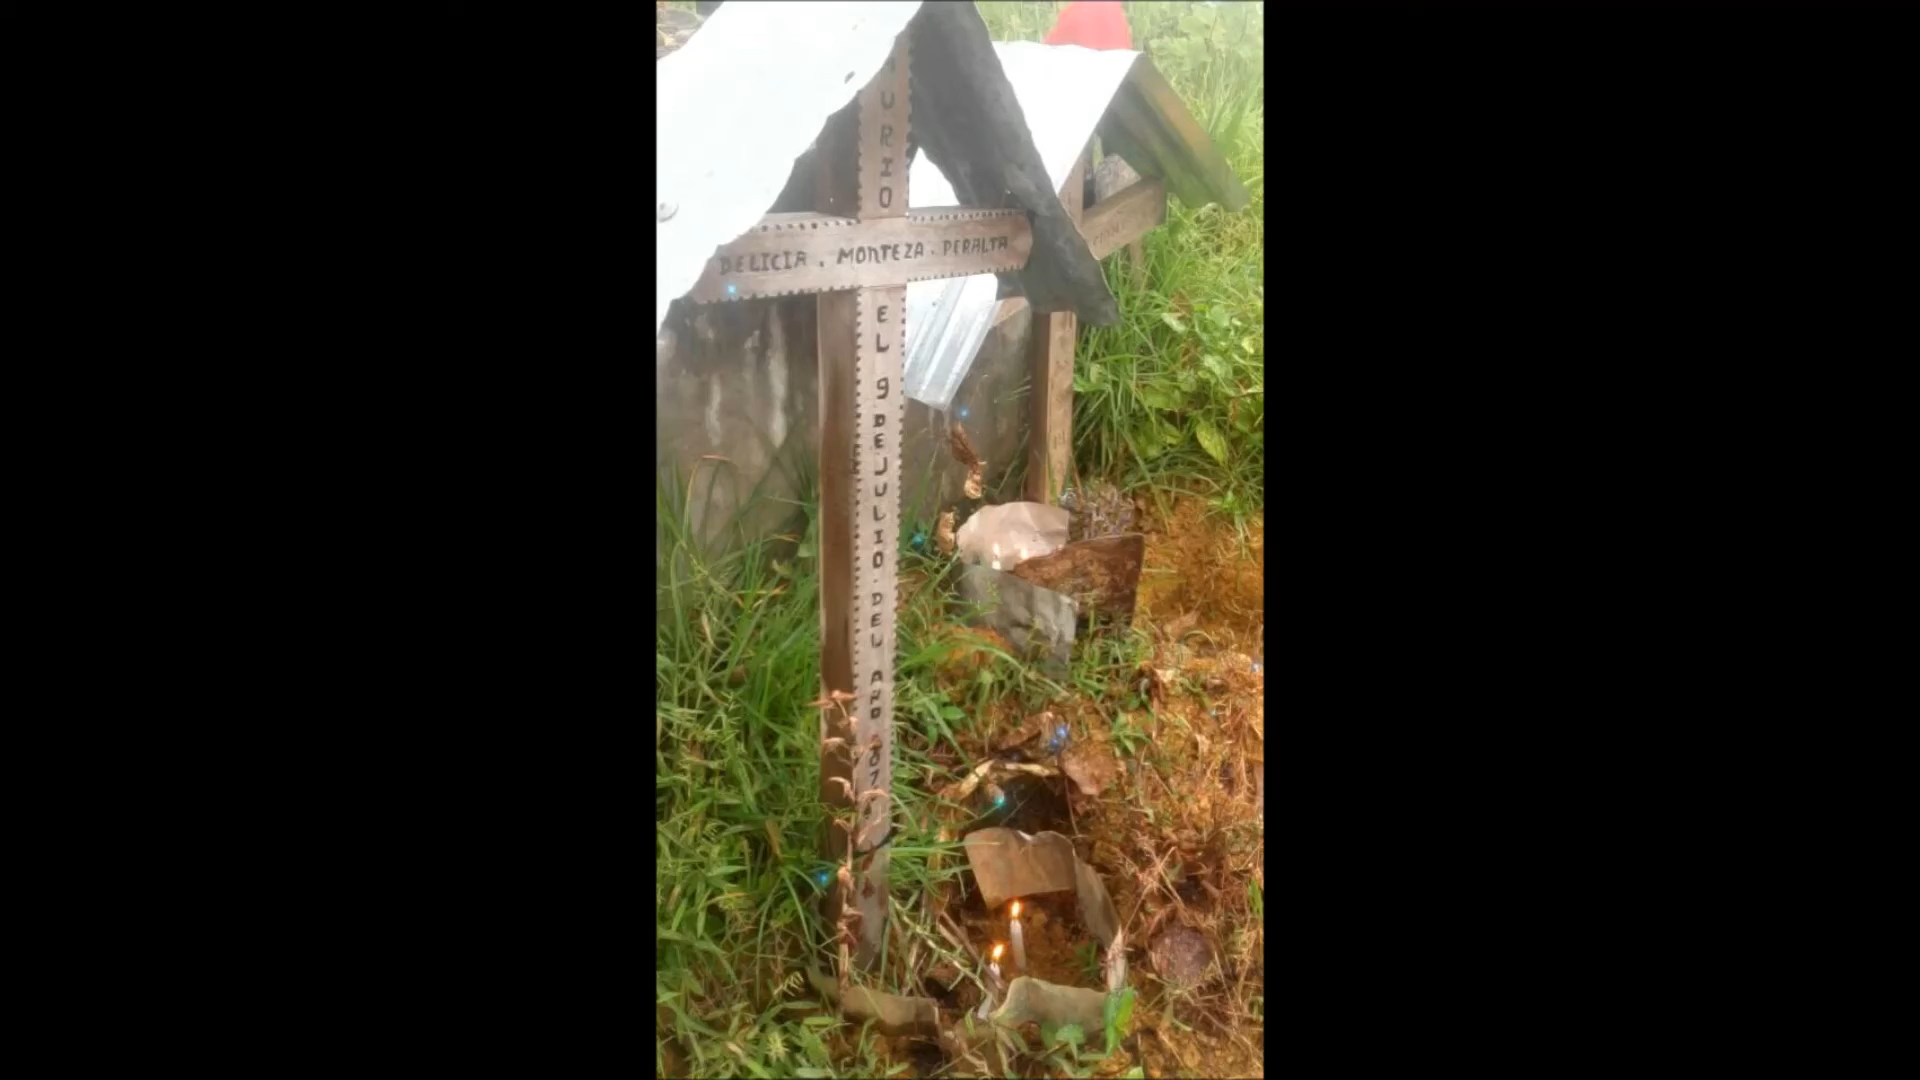 MURIO
DELICIA. MONTEZA. PERALTA
EL 9 DE JULIO. DEL AÑO